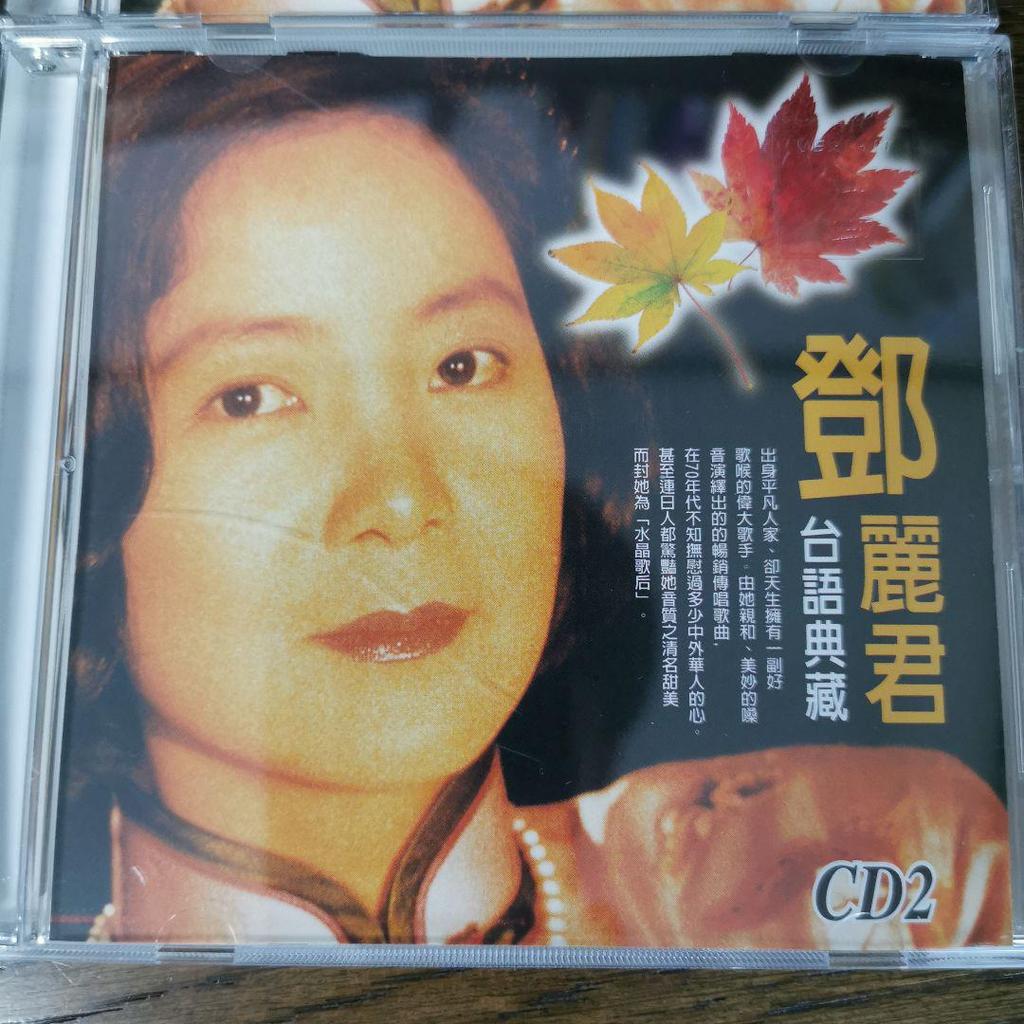 鄧麗君
台語典藏
出身平凡人家、卻天生擁有一副好
歌喉的偉大歌手。由她親和、美妙的嗓
音演繹出的的暢銷傳唱歌曲，
在70年代不知撫慰過多少中外華人的心。
甚至連日人都驚豔她音質之清名甜美
而封她為「水晶歌后」。
CD2